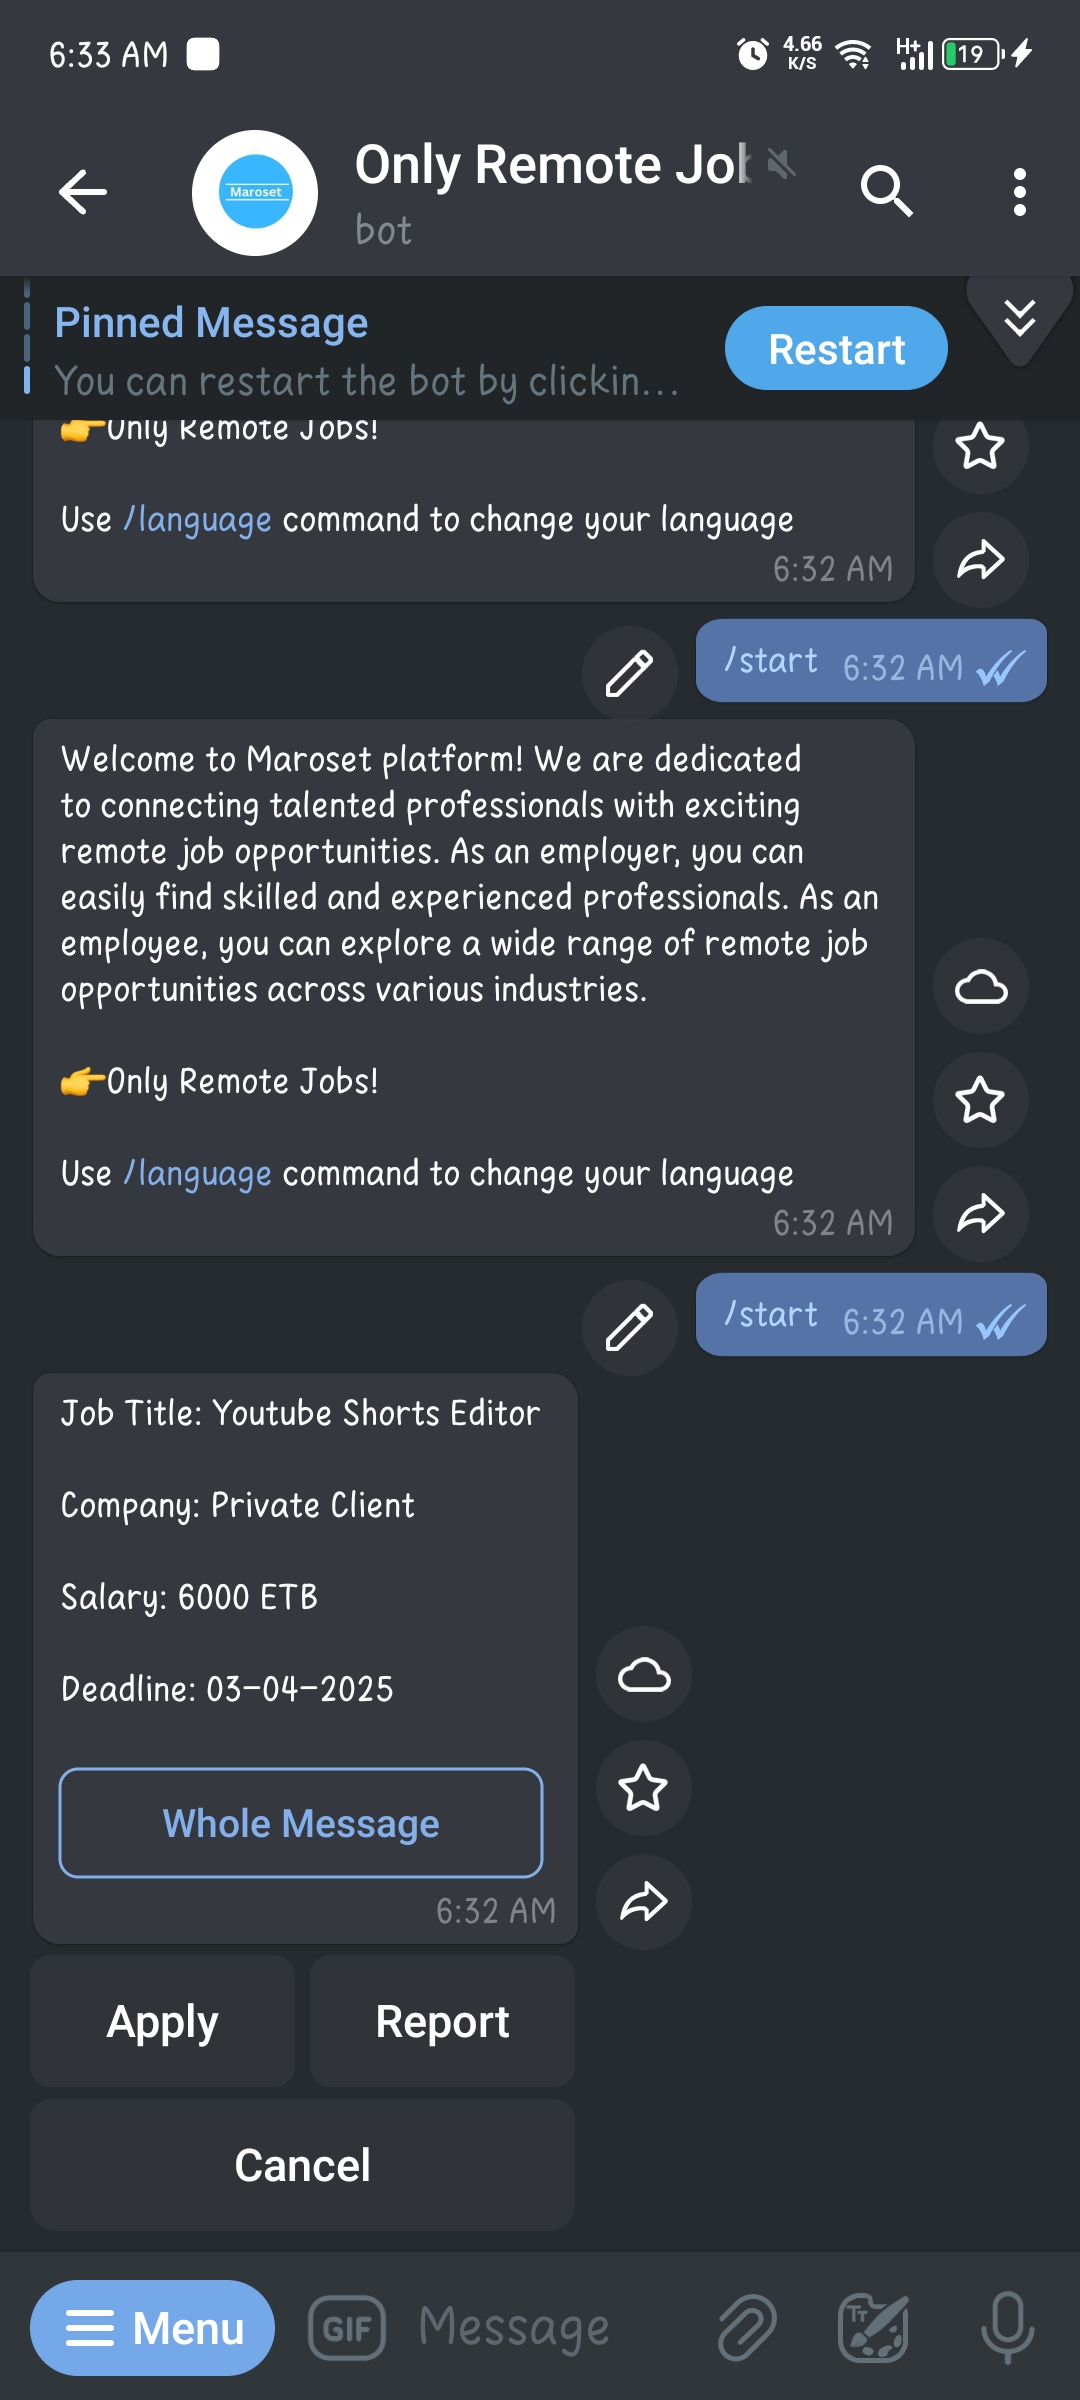 6:33 AM
4.66
K/S
H+
19
Maroset
Only Remote Jo
bot
Pinned Message
You can restart the bot by clickin...
Restart
👉Only Remote Jobs!
Use /language command to change your language
6:32 AM
/start 6:32 AM
Welcome to Maroset platform! We are dedicated
to connecting talented professionals with exciting
remote job opportunities. As an employer, you can
easily find skilled and experienced professionals. As an
employee, you can explore a wide range of remote job
opportunities across various industries.
👉Only Remote Jobs!
Use /language command to change your language
6:32 AM
/start 6:32 AM
Job Title: Youtube Shorts Editor
Company: Private Client
Salary: 6000 ETB
Deadline: 03-04-2025
Whole Message
6:32 AM
Apply
Report
Cancel
Menu
GIF
Message
TT